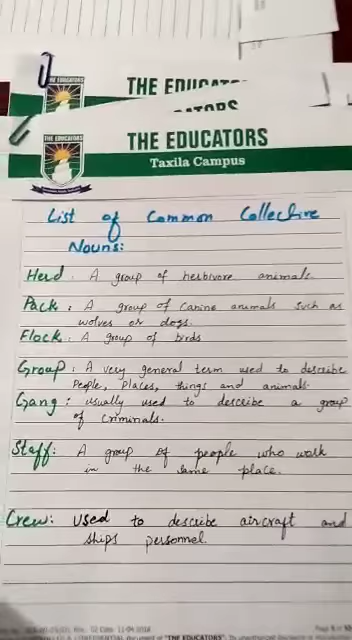 THE EDUCATORS
THE EDUCATORS
Taxila Campus
List of Common Collective
Nouns:
Herd: A group of herbivore animals.
Pack: A group of canine animals such as
wolves or dogs.
Flock: A group of birds
Group: A very general term used to describe
People, places, things and animals.
Gang: usually used to describe a group
of criminals.
Staff: A group of people who walk
in the same place.
Crew: used to describe aircraft and
ships personnel.